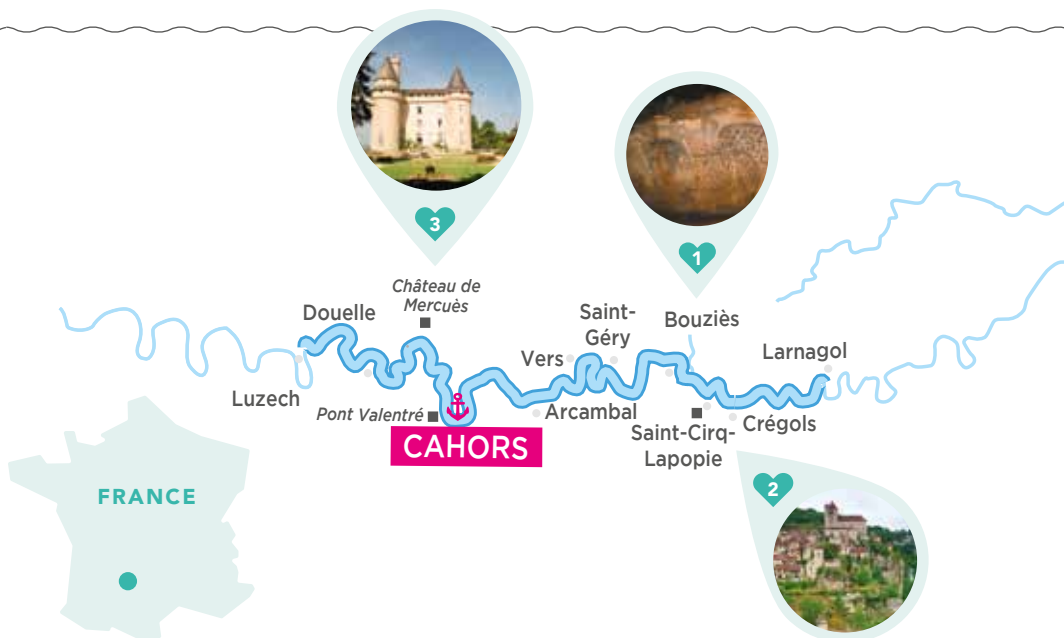 3
1
Château de
Mercuès
Douelle
Saint-
Géry
Bouziès
Vers
Larnagol
Luzech
Pont Valentré
Arcambal
Crégols
Saint-Cirq-
Lapopie
CAHORS
2
FRANCE